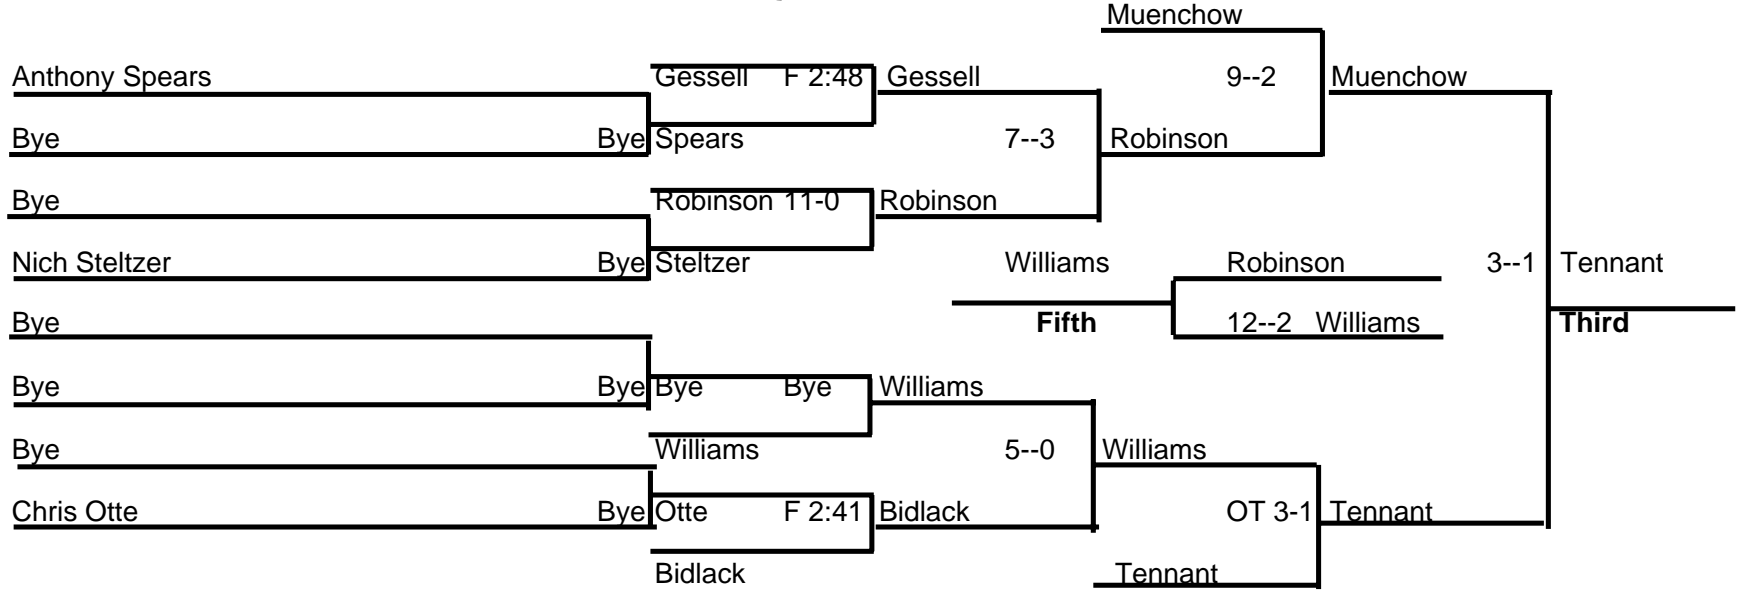 Muenchow
Anthony Spears Gessell F 2:48 Gessell 9--2 Muenchow
Bye Bye Spears 7--3 Robinson
Bye Robinson 11-0 Robinson
Nich Steltzer Bye Steltzer Williams Robinson 3--1 Tennant
Bye Fifth 12--2 Williams Third
Bye Bye Bye Bye Williams
Bye Williams 5--0 Williams
Chris Otte Bye Otte F 2:41 Bidlack OT 3-1 Tennant
Bidlack Tennant